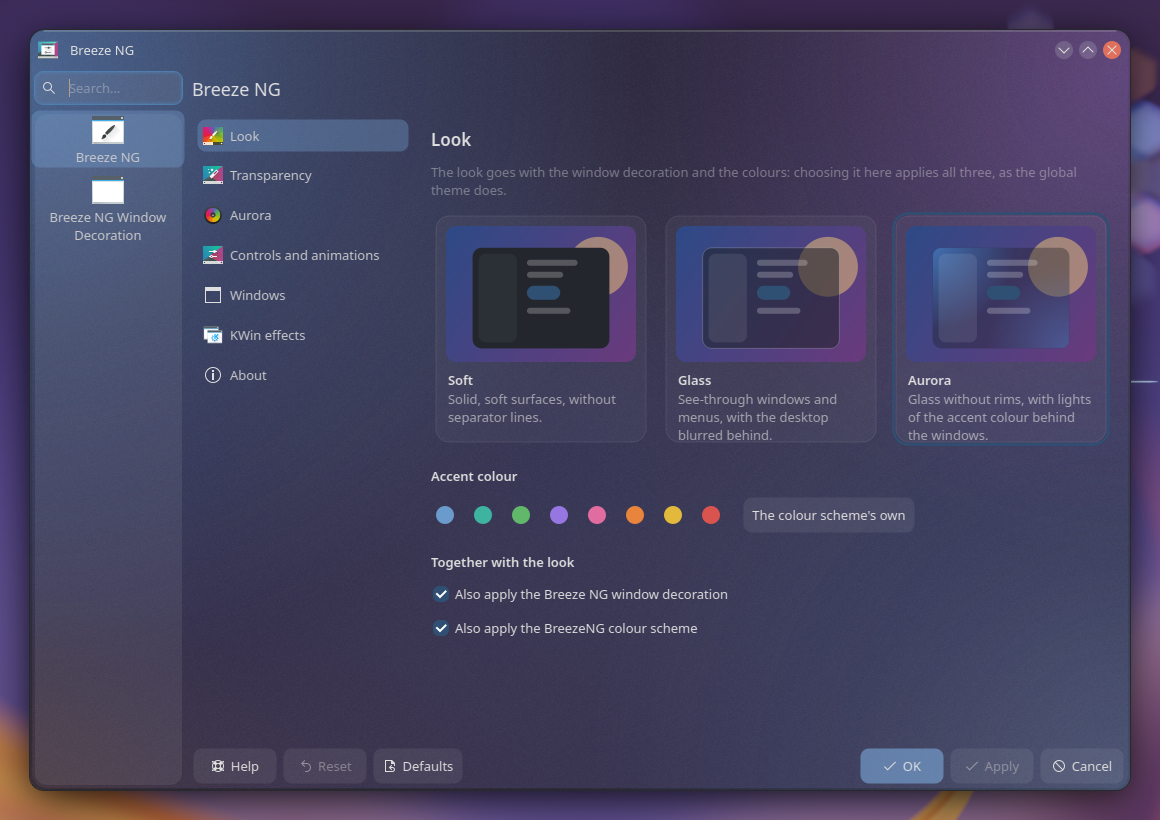 Breeze NG
Search...
Breeze NG
Breeze NG
Breeze NG Window
Decoration
Look
Transparency
Aurora
Controls and animations
Windows
KWin effects
About
Look
The look goes with the window decoration and the colours: choosing it here applies all three, as the global
theme does.
Soft
Solid, soft surfaces, without
separator lines.
Glass
See-through windows and
menus, with the desktop
blurred behind.
Aurora
Glass without rims, with lights
of the accent colour behind
the windows.
Accent colour
The colour scheme's own
Together with the look
Also apply the Breeze NG window decoration
Also apply the BreezeNG colour scheme
Help
Reset
Defaults
OK
Apply
Cancel